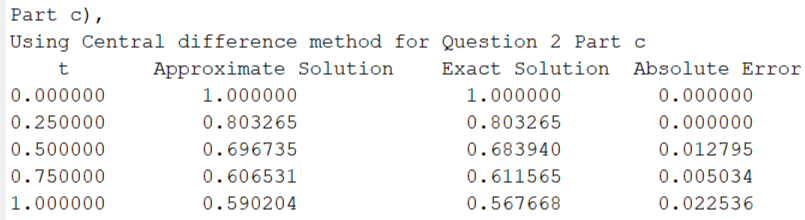 Part c),
Using Central difference method for Question 2 Part c
t Approximate Solution Exact Solution Absolute Error
0.000000 1.000000 1.000000 0.000000
0.250000 0.803265 0.803265 0.000000
0.500000 0.696735 0.683940 0.012795
0.750000 0.606531 0.611565 0.005034
1.000000 0.590204 0.567668 0.022536